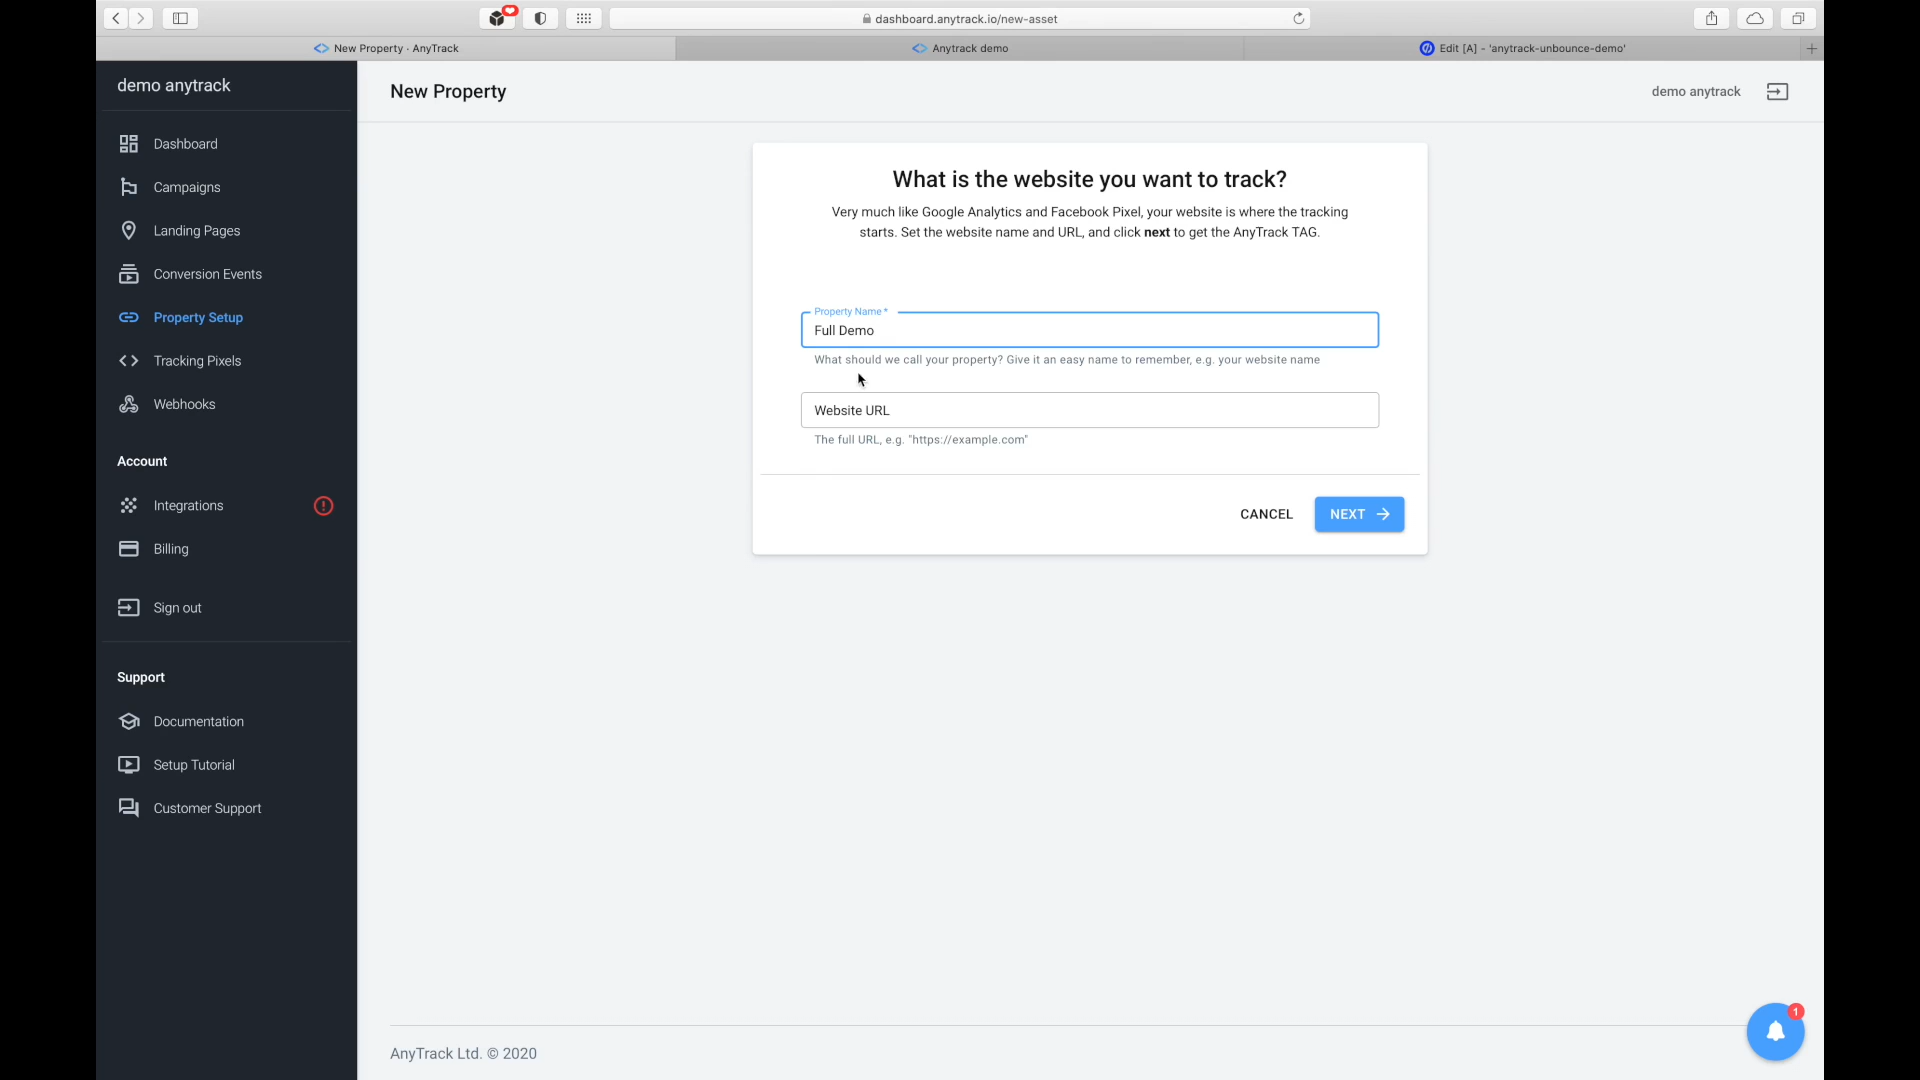 dashboard.anytrack.io/new-asset
New Property · AnyTrack
Anytrack demo
Edit [A] - 'anytrack-unbounce-demo'
demo anytrack
New Property
demo anytrack
Dashboard
Campaigns
Landing Pages
Conversion Events
Property Setup
Tracking Pixels
Webhooks
Account
Integrations
Billing
Sign out
Support
Documentation
Setup Tutorial
Customer Support
What is the website you want to track?
Very much like Google Analytics and Facebook Pixel, your website is where the tracking
starts. Set the website name and URL, and click next to get the AnyTrack TAG.
Property Name *
Full Demo
What should we call your property? Give it an easy name to remember, e.g. your website name
Website URL
The full URL, e.g. "https://example.com"
CANCEL
NEXT
1
AnyTrack Ltd. © 2020